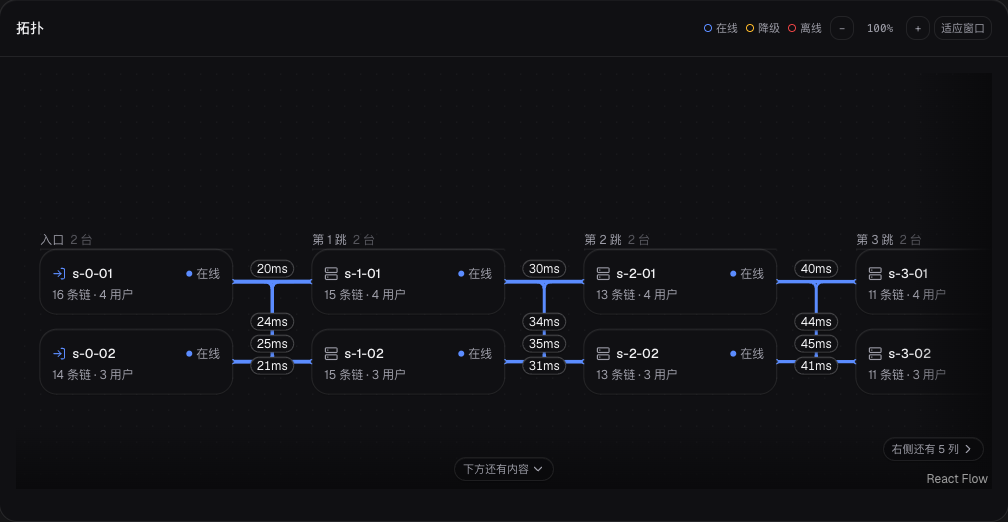 拓扑
在线 降级 离线 − 100% + 适应窗口
入口 2 台
第 1 跳 2 台
第 2 跳 2 台
第 3 跳 2 台
s-0-01 在线
16 条链 · 4 用户
20ms
s-1-01 在线
15 条链 · 4 用户
30ms
s-2-01 在线
13 条链 · 4 用户
40ms
s-3-01
11 条链 · 4 用户
24ms
25ms
21ms
34ms
35ms
31ms
44ms
45ms
41ms
s-0-02 在线
14 条链 · 3 用户
s-1-02 在线
15 条链 · 3 用户
s-2-02 在线
13 条链 · 3 用户
s-3-02
11 条链 · 3 用户
右侧还有 5 列
下方还有内容
React Flow